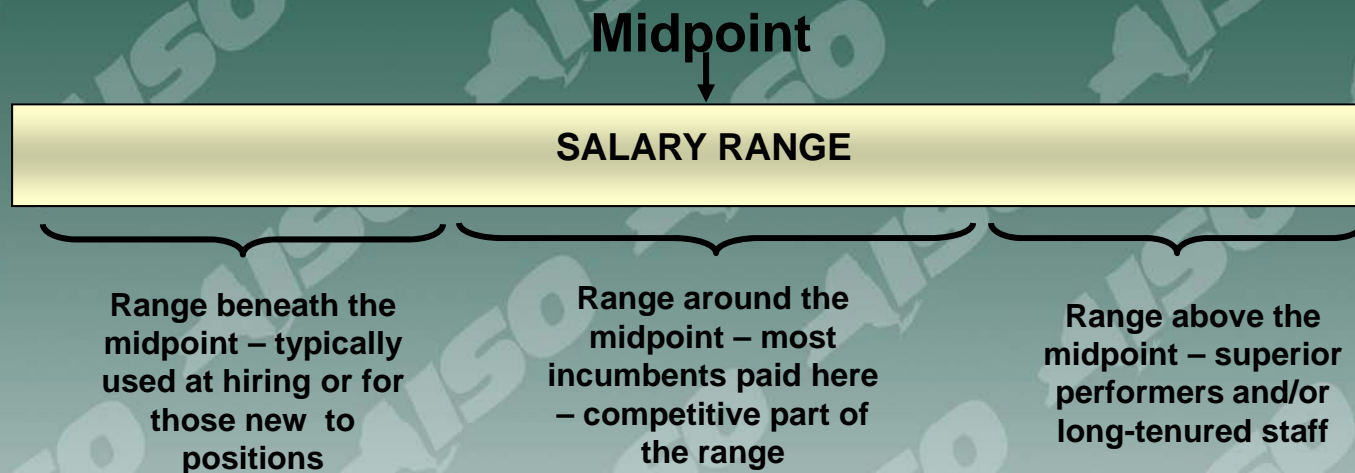 Midpoint
SALARY RANGE
Range beneath the
midpoint – typically
used at hiring or for
those new to
positions
Range around the
midpoint – most
incumbents paid here
– competitive part of
the range
Range above the
midpoint – superior
performers and/or
long-tenured staff